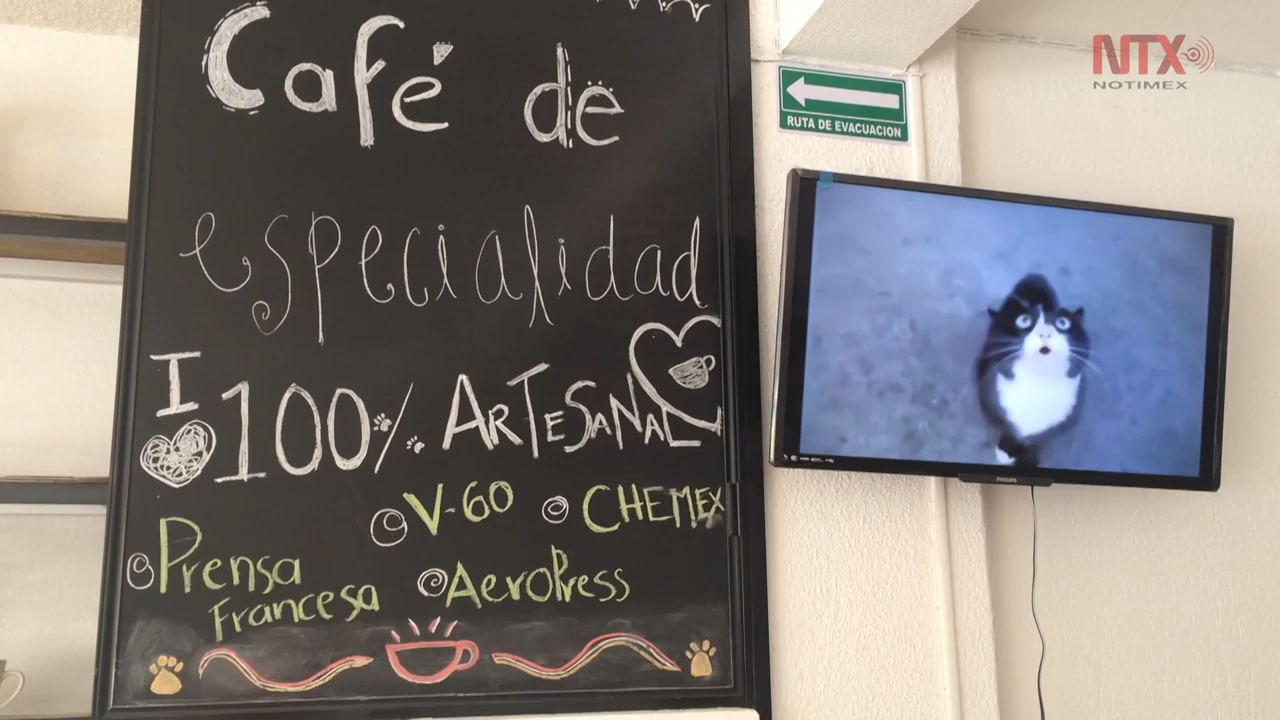 Café de
especialidad
I
100% ARTESANAL
V-60
CHEMEX
Prensa
Francesa
AeroPress
RUTA DE EVACUACION
NTX
NOTIMEX
PHILIPS